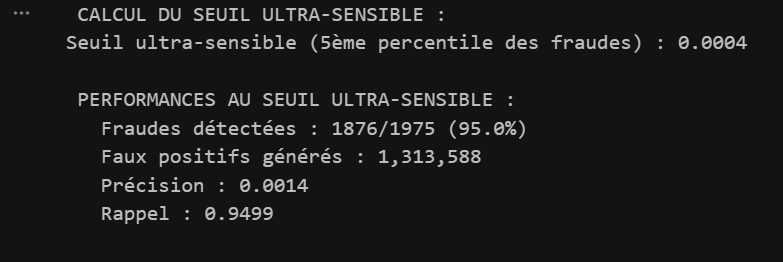 CALCUL DU SEUIL ULTRA-SENSIBLE :
Seuil ultra-sensible (5ème percentile des fraudes) : 0.0004
PERFORMANCES AU SEUIL ULTRA-SENSIBLE :
Fraudes détectées : 1876/1975 (95.0%)
Faux positifs générés : 1,313,588
Précision : 0.0014
Rappel : 0.9499